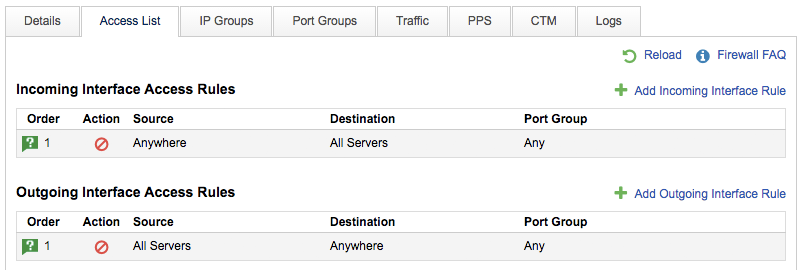 Details Access List IP Groups Port Groups Traffic PPS CTM Logs
Reload Firewall FAQ
Incoming Interface Access Rules Add Incoming Interface Rule
Order Action Source Destination Port Group
? 1 Anywhere All Servers Any
Outgoing Interface Access Rules Add Outgoing Interface Rule
Order Action Source Destination Port Group
? 1 All Servers Anywhere Any